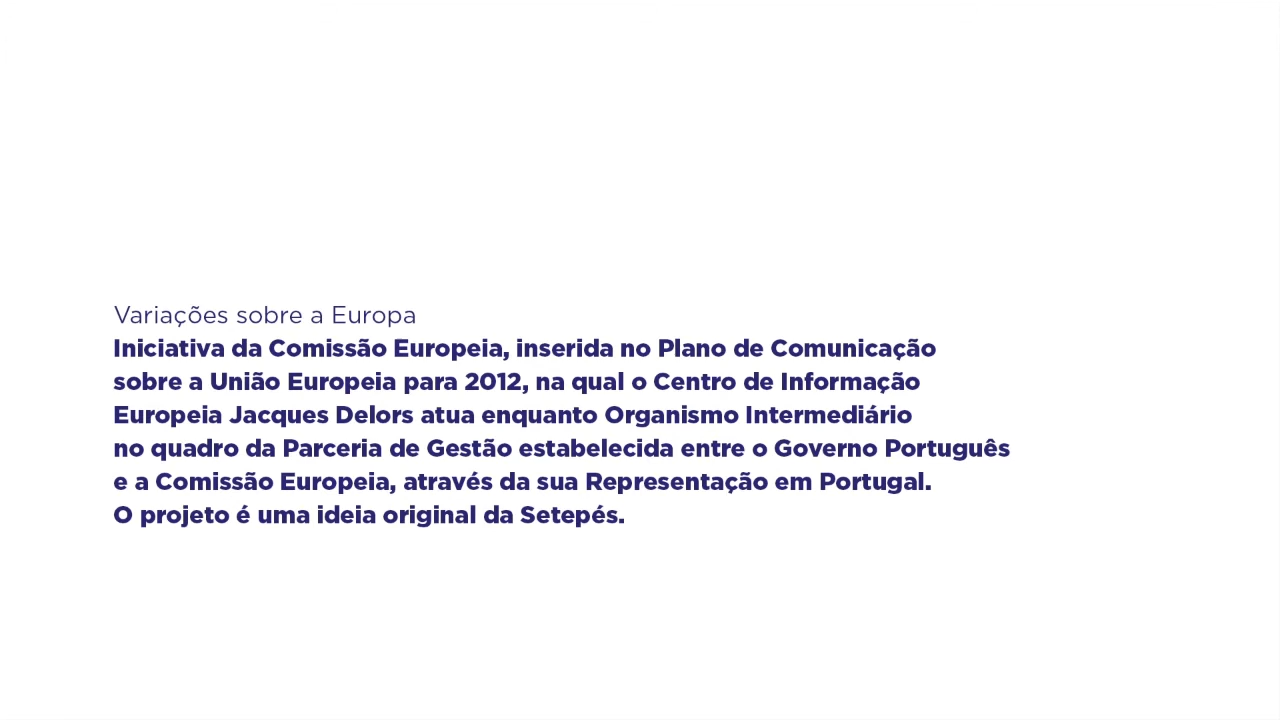 Variações sobre a Europa
Iniciativa da Comissão Europeia, inserida no Plano de Comunicação
sobre a União Europeia para 2012, na qual o Centro de Informação
Europeia Jacques Delors atua enquanto Organismo Intermediário
no quadro da Parceria de Gestão estabelecida entre o Governo Português
e a Comissão Europeia, através da sua Representação em Portugal.
O projeto é uma ideia original da Setepés.